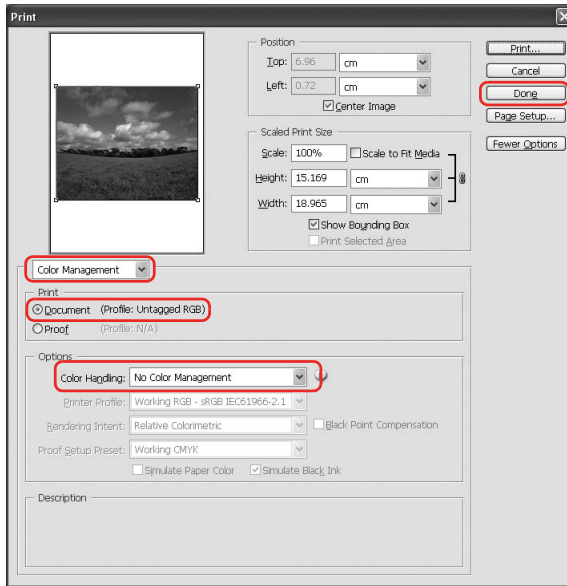 Print
Position
Top: 6.96 cm
Left: 0.72 cm
Center Image
Scaled Print Size
Scale: 100% Scale to Fit Media
Height: 15.169 cm
Width: 18.965 cm
Show Bounding Box
Print Selected Area
Print...
Cancel
Done
Page Setup...
Fewer Options
Color Management
Print
Document (Profile: Untagged RGB)
Proof (Profile: N/A)
Options
Color Handling: No Color Management
Printer Profile: Working RGB - sRGB IEC61966-2.1
Rendering Intent: Relative Colorimetric Black Point Compensation
Proof Setup Preset: Working CMYK
Simulate Paper Color Simulate Black Ink
Description